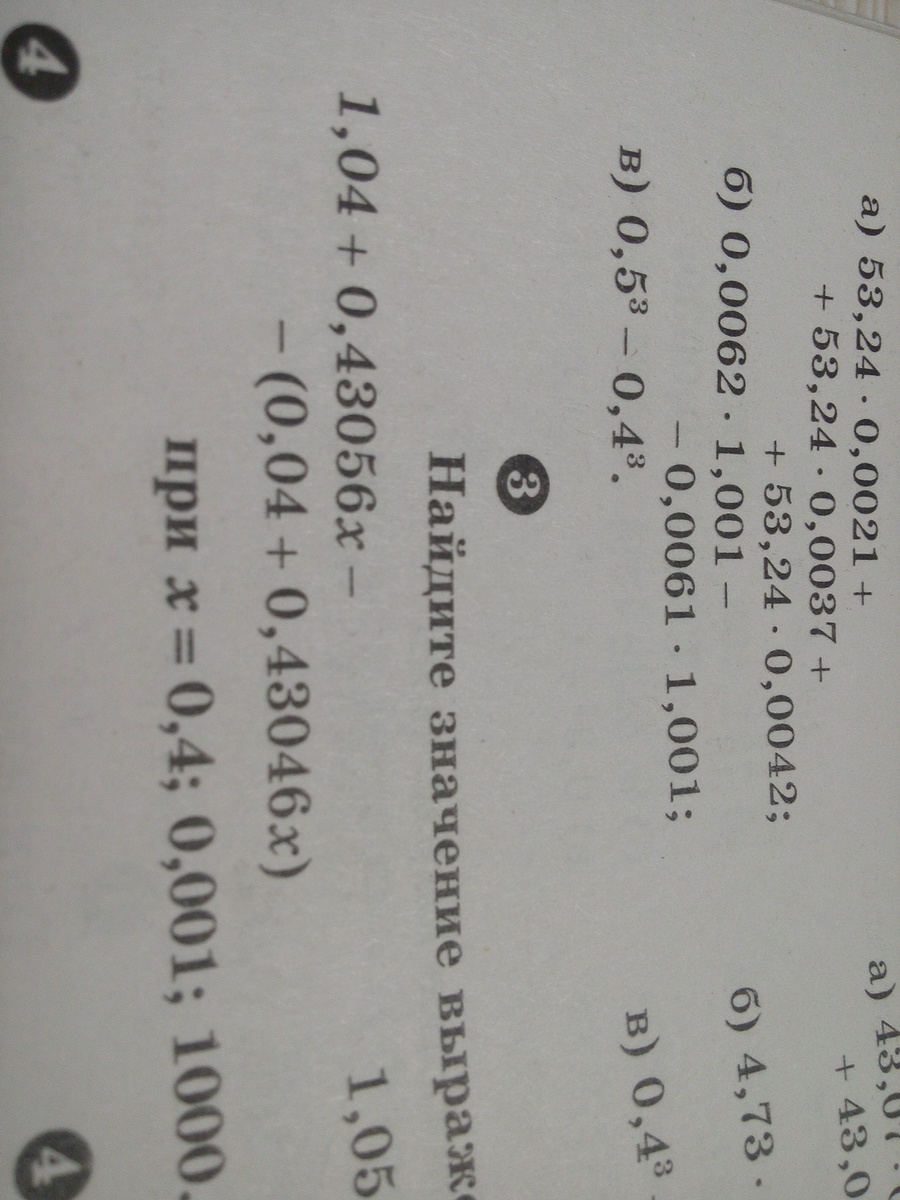 а) 53,24 · 0,0021 +
+ 53,24 · 0,0037 +
+ 53,24 · 0,0042;
б) 0,0062 · 1,001 −
− 0,0061 · 1,001;
в) 0,5³ − 0,4³.
а) 43,07 ·
+ 43,0
б) 4,73 ·
в) 0,4³
3
Найдите значение выраж
1,04 + 0,43056x −
− (0,04 + 0,43046x)
при x = 0,4; 0,001; 1000.
1,05
4
4